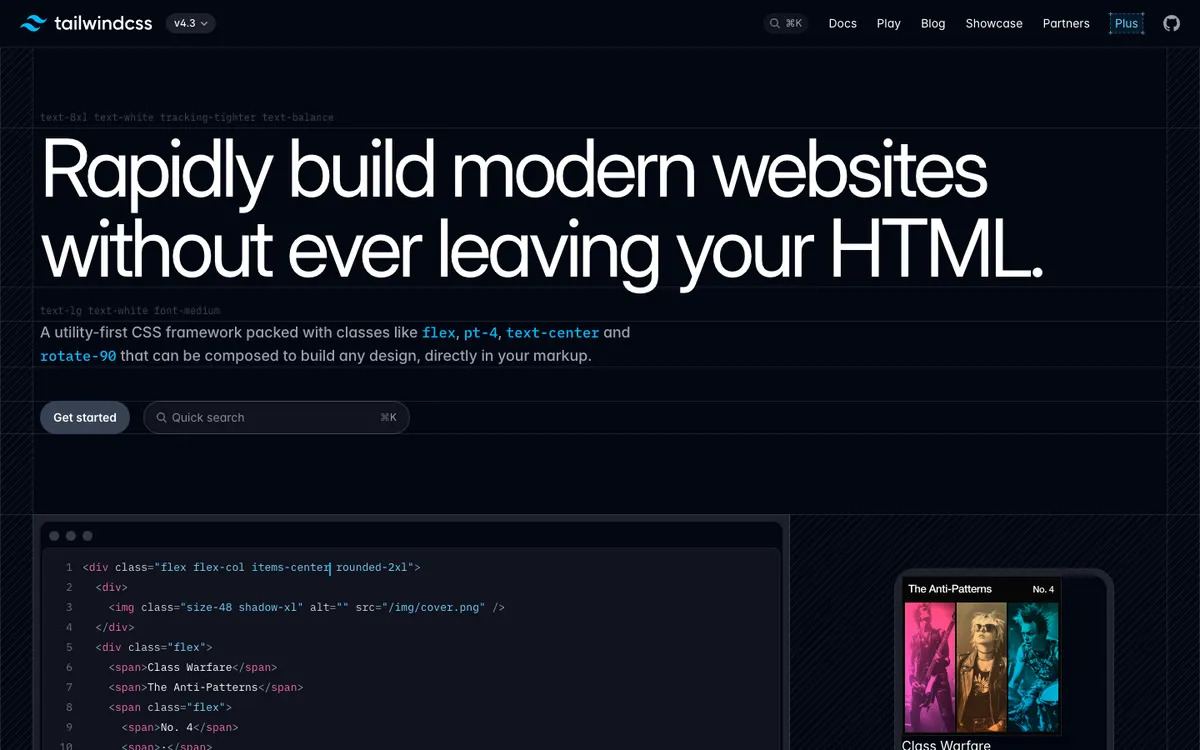 tailwindcss v4.3 ⌘K Docs Play Blog Showcase Partners Plus
text-8xl text-white tracking-tighter text-balance
Rapidly build modern websites
without ever leaving your HTML.
text-lg text-white font-medium
A utility-first CSS framework packed with classes like flex, pt-4, text-center and
rotate-90 that can be composed to build any design, directly in your markup.
Get started Quick search ⌘K
1 <div class="flex flex-col items-center rounded-2xl">
2 <div>
3 <img class="size-48 shadow-xl" alt="" src="/img/cover.png" />
4 </div>
5 <div class="flex">
6 <span>Class Warfare</span>
7 <span>The Anti-Patterns</span>
8 <span class="flex">
9 <span>No. 4</span>
10 <span>·</span>
The Anti-Patterns No. 4
Class Warfare